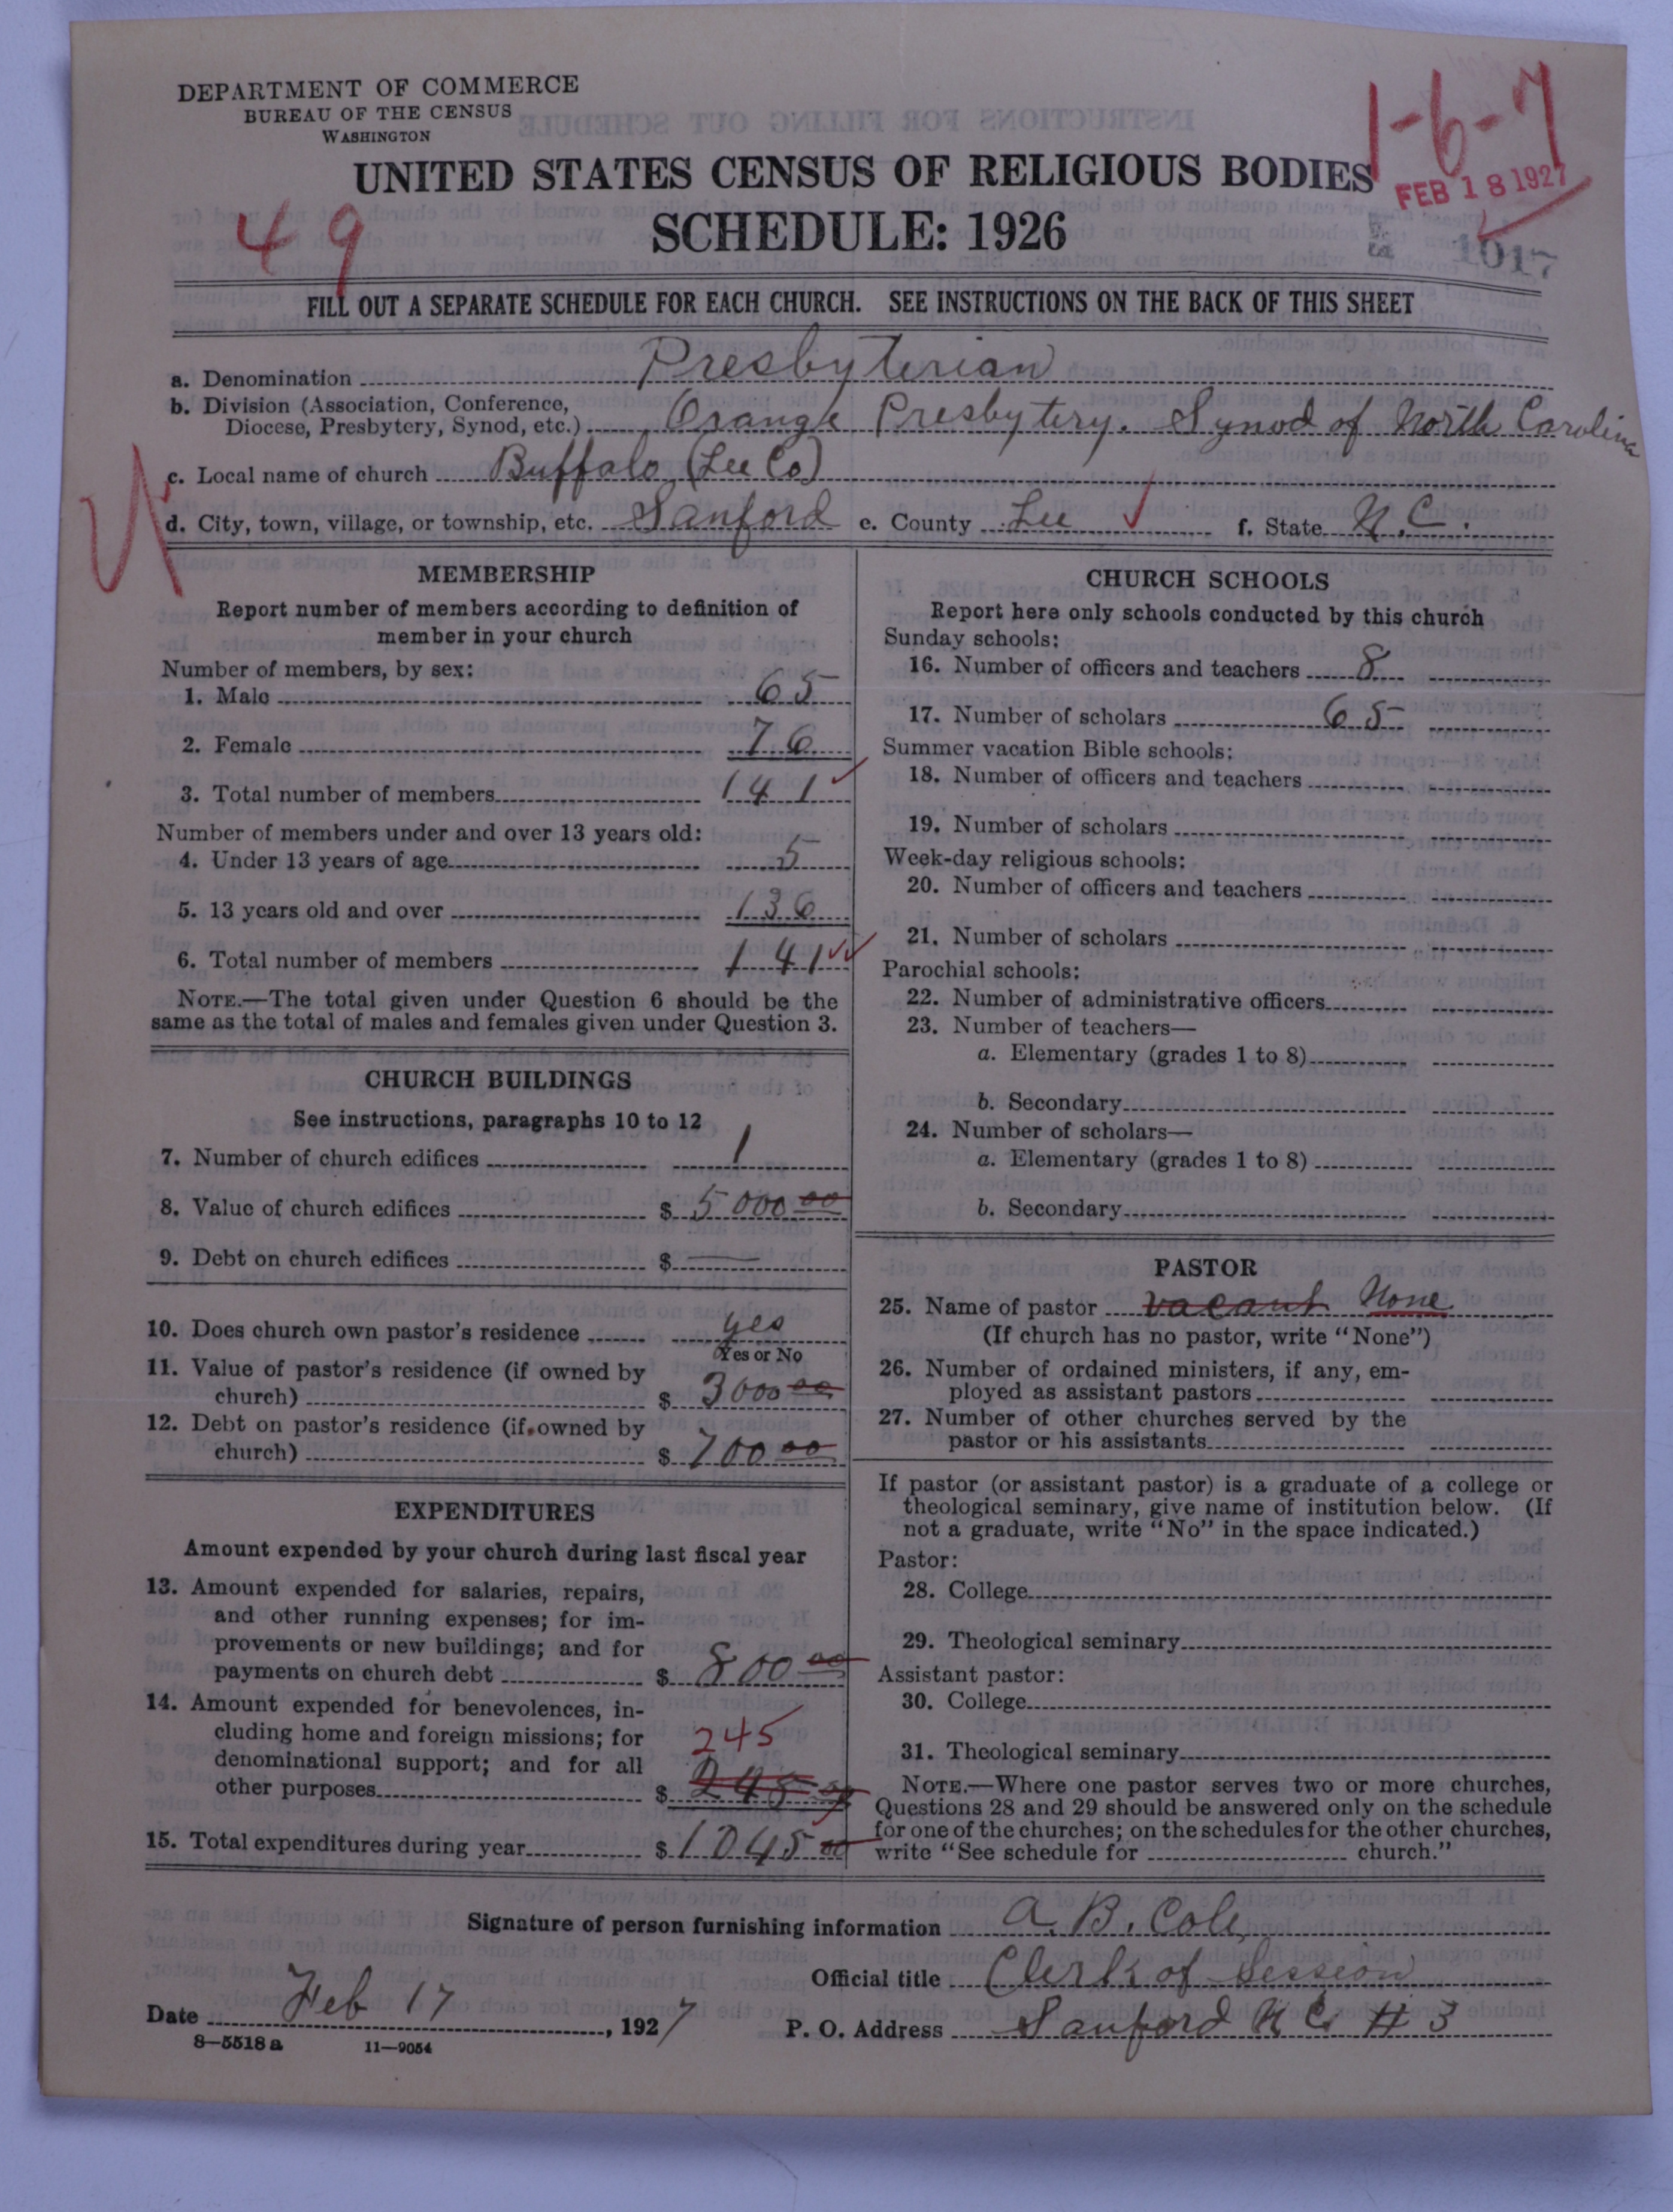 DEPARTMENT OF COMMERCE
BUREAU OF THE CENSUS
WASHINGTON
1-6-7
UNITED STATES CENSUS OF RELIGIOUS BODIES
FEB 18 1927
49
SCHEDULE: 1926
1017
FILL OUT A SEPARATE SCHEDULE FOR EACH CHURCH. SEE INSTRUCTIONS ON THE BACK OF THIS SHEET
a. Denomination Presbyterian
b. Division (Association, Conference, Diocese, Presbytery, Synod, etc.) Orange Presbytery. Synod of North Carolina
c. Local name of church Buffalo (Lee Co)
d. City, town, village, or township, etc. Sanford e. County Lee f. State N.C.
MEMBERSHIP
Report number of members according to definition of
member in your church
Number of members, by sex:
1. Male 65
2. Female 76
3. Total number of members 141
Number of members under and over 13 years old:
4. Under 13 years of age 5
5. 13 years old and over 136
6. Total number of members 141
NOTE.—The total given under Question 6 should be the
same as the total of males and females given under Question 3.
CHURCH BUILDINGS
See instructions, paragraphs 10 to 12
7. Number of church edifices 1
8. Value of church edifices $ 5000 00
9. Debt on church edifices $ —
10. Does church own pastor's residence yes
Yes or No
11. Value of pastor's residence (if owned by
church) $ 3000 00
12. Debt on pastor's residence (if owned by
church) $ 700 00
EXPENDITURES
Amount expended by your church during last fiscal year
13. Amount expended for salaries, repairs,
and other running expenses; for im-
provements or new buildings; and for
payments on church debt $ 800 00
14. Amount expended for benevolences, in-
cluding home and foreign missions; for 245
denominational support; and for all
other purposes $ 245 00
15. Total expenditures during year $ 1045 00
CHURCH SCHOOLS
Report here only schools conducted by this church
Sunday schools:
16. Number of officers and teachers 8
17. Number of scholars 65
Summer vacation Bible schools:
18. Number of officers and teachers
19. Number of scholars
Week-day religious schools:
20. Number of officers and teachers
21. Number of scholars
Parochial schools:
22. Number of administrative officers
23. Number of teachers—
a. Elementary (grades 1 to 8)
b. Secondary
24. Number of scholars—
a. Elementary (grades 1 to 8)
b. Secondary
PASTOR
25. Name of pastor vacant None
(If church has no pastor, write "None")
26. Number of ordained ministers, if any, em-
ployed as assistant pastors
27. Number of other churches served by the
pastor or his assistants
If pastor (or assistant pastor) is a graduate of a college or
theological seminary, give name of institution below. (If
not a graduate, write "No" in the space indicated.)
Pastor:
28. College
29. Theological seminary
Assistant pastor:
30. College
31. Theological seminary
NOTE.—Where one pastor serves two or more churches,
Questions 28 and 29 should be answered only on the schedule
for one of the churches; on the schedules for the other churches,
write "See schedule for church."
Signature of person furnishing information A. B. Cole
Official title Clerk of Session
Date Feb 17, 1927 P. O. Address Sanford N C. # 3
8—5518 a 11—9054